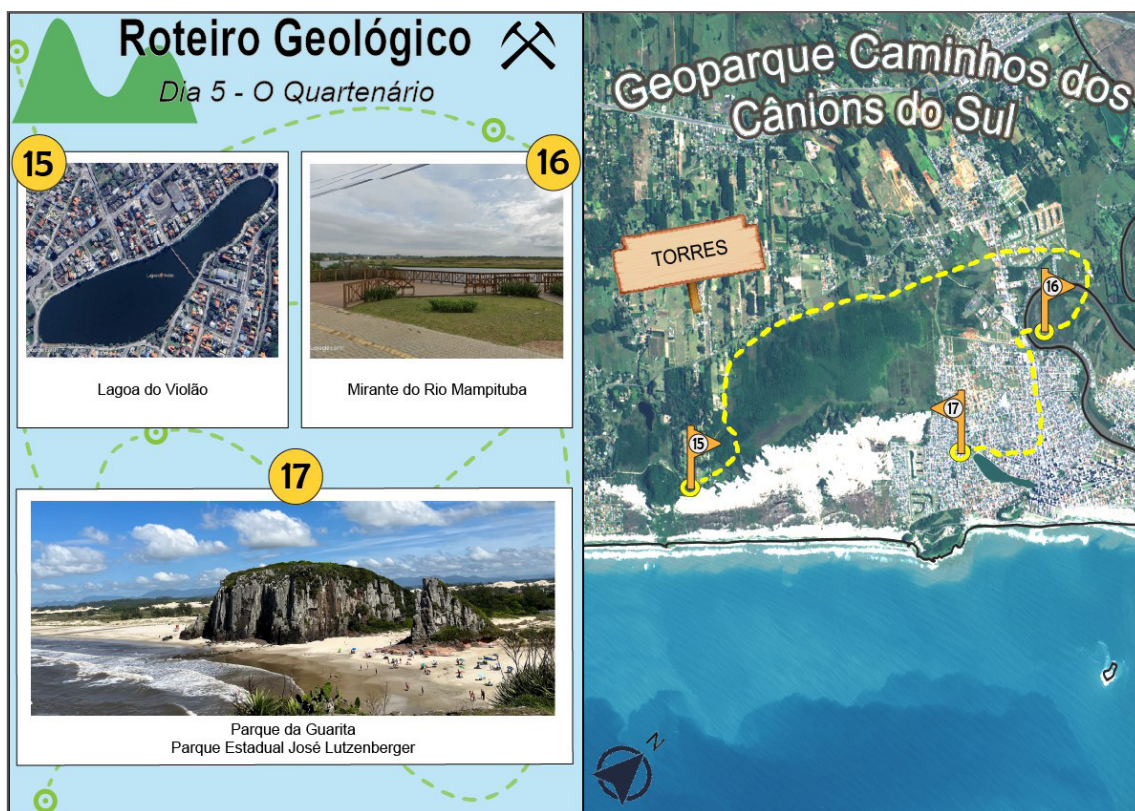 Roteiro Geológico
Dia 5 - O Quartenário
15
16
Lagoa do Violão
Mirante do Rio Mampituba
17
Parque da Guarita
Parque Estadual José Lutzenberger
Geoparque Caminhos dos
Cânions do Sul
TORRES
16
17
15
N